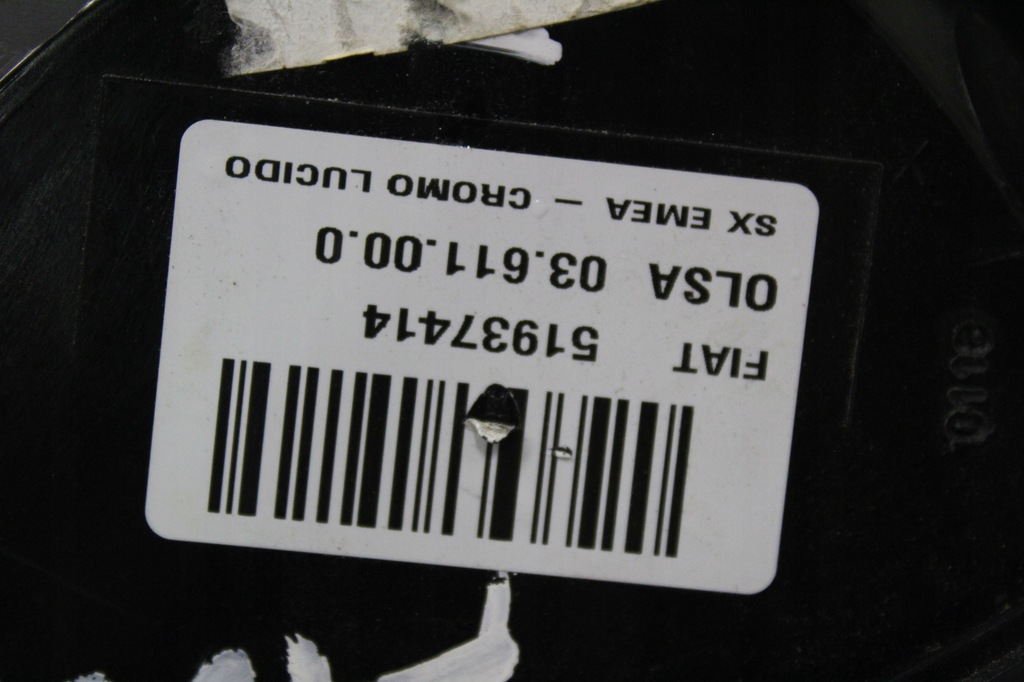 FIAT 51937414
OLSA 03.611.00.0
SX EMEA - CROMO LUCIDO